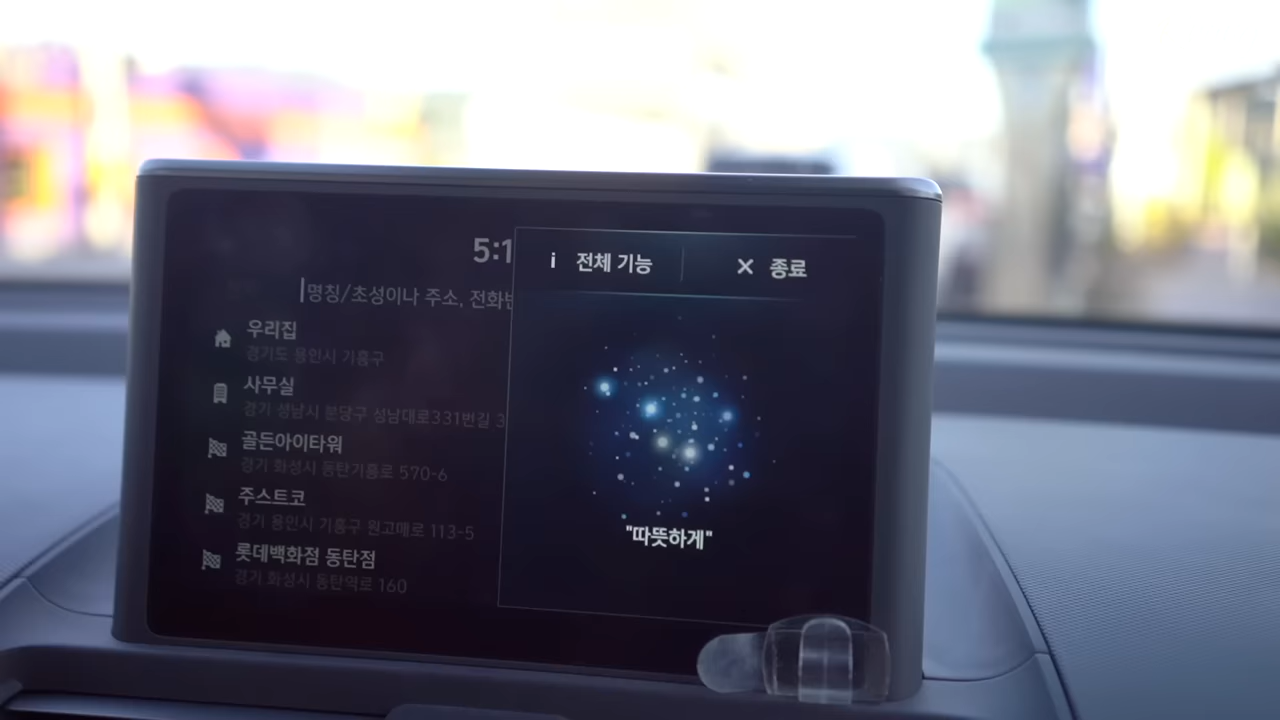 5:1
명칭/초성이나 주소, 전화번
우리집
경기도 용인시 기흥구
사무실
경기 성남시 분당구 성남대로331번길 3
골든아이타워
경기 화성시 동탄기흥로 570-6
주스트코
경기 용인시 기흥구 원고매로 113-5
롯데백화점 동탄점
경기 화성시 동탄역로 160
i 전체 기능
✕ 종료
"따뜻하게"